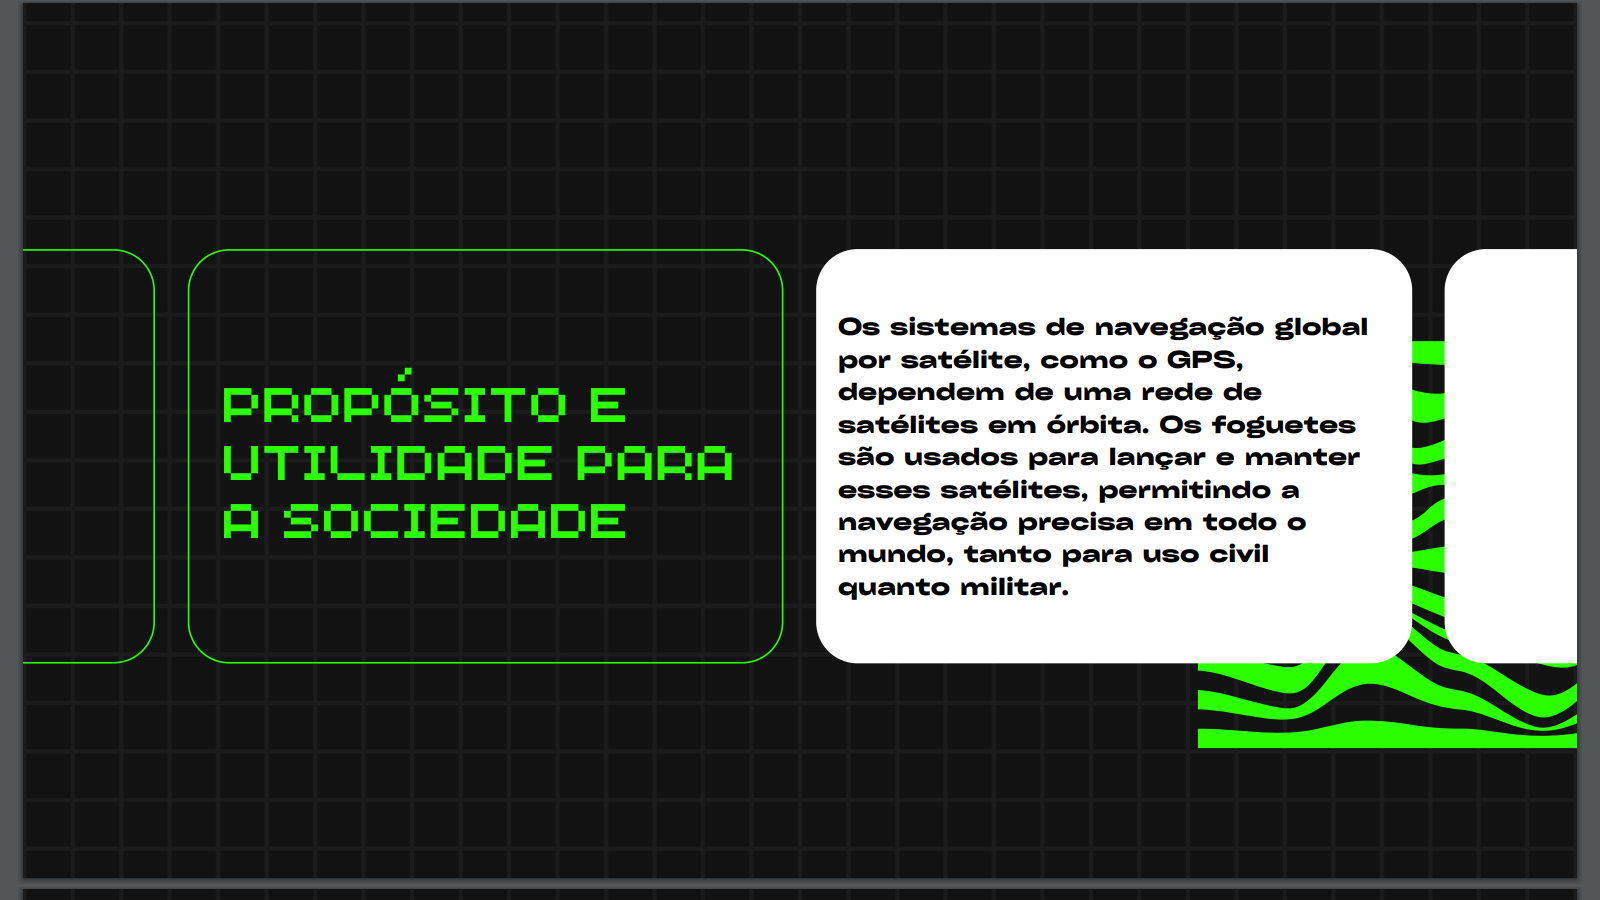 PROPÓSITO E
UTILIDADE PARA
A SOCIEDADE
Os sistemas de navegação global
por satélite, como o GPS,
dependem de uma rede de
satélites em órbita. Os foguetes
são usados para lançar e manter
esses satélites, permitindo a
navegação precisa em todo o
mundo, tanto para uso civil
quanto militar.